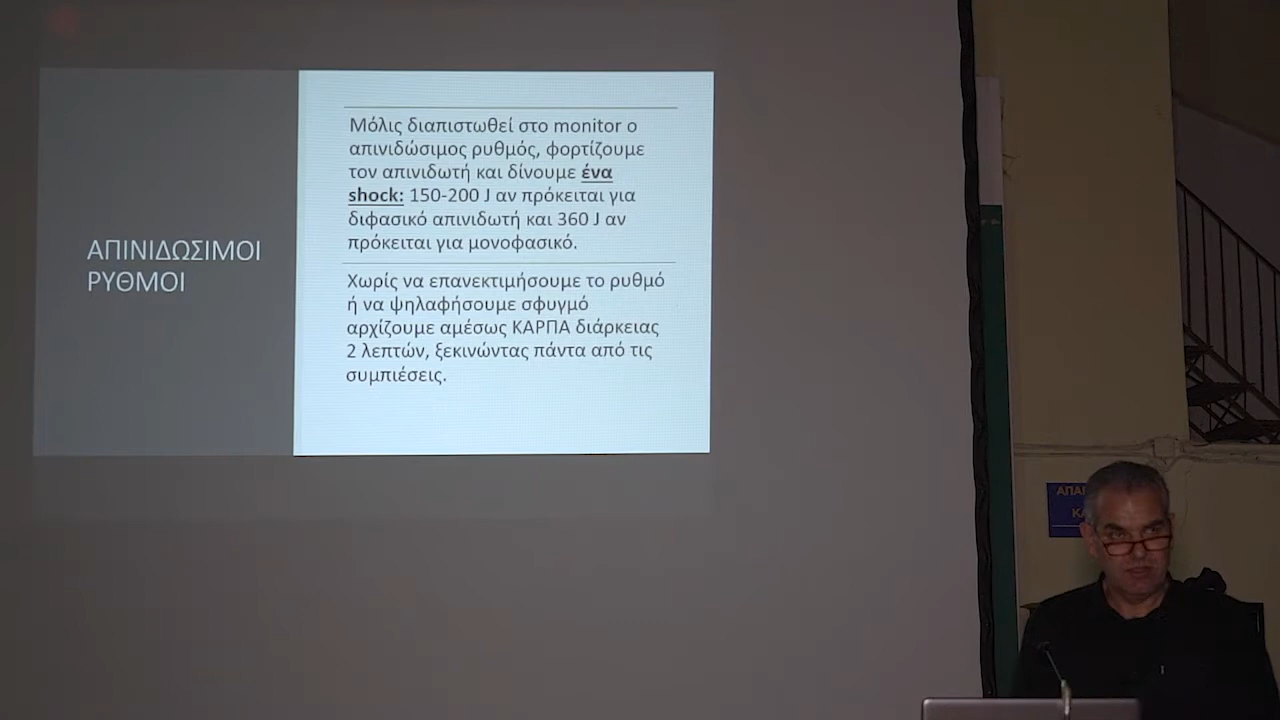 ΑΠΙΝΙΔΩΣΙΜΟΙ
ΡΥΘΜΟΙ
Μόλις διαπιστωθεί στο monitor ο
απινιδώσιμος ρυθμός, φορτίζουμε
τον απινιδωτή και δίνουμε ένα
shock: 150-200 J αν πρόκειται για
διφασικό απινιδωτή και 360 J αν
πρόκειται για μονοφασικό.
Χωρίς να επανεκτιμήσουμε το ρυθμό
ή να ψηλαφήσουμε σφυγμό
αρχίζουμε αμέσως ΚΑΡΠΑ διάρκειας
2 λεπτών, ξεκινώντας πάντα από τις
συμπιέσεις.